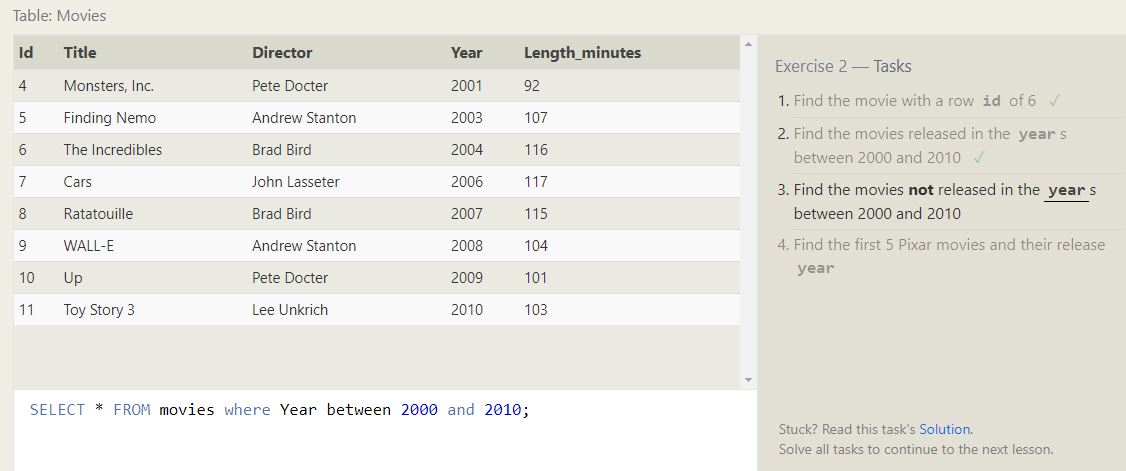 Table: Movies
Id Title Director Year Length_minutes
4 Monsters, Inc. Pete Docter 2001 92
5 Finding Nemo Andrew Stanton 2003 107
6 The Incredibles Brad Bird 2004 116
7 Cars John Lasseter 2006 117
8 Ratatouille Brad Bird 2007 115
9 WALL-E Andrew Stanton 2008 104
10 Up Pete Docter 2009 101
11 Toy Story 3 Lee Unkrich 2010 103
SELECT * FROM movies where Year between 2000 and 2010;
Exercise 2 — Tasks
1. Find the movie with a row id of 6 ✓
2. Find the movies released in the year s
between 2000 and 2010 ✓
3. Find the movies not released in the year s
between 2000 and 2010
4. Find the first 5 Pixar movies and their release
year
Stuck? Read this task's Solution.
Solve all tasks to continue to the next lesson.